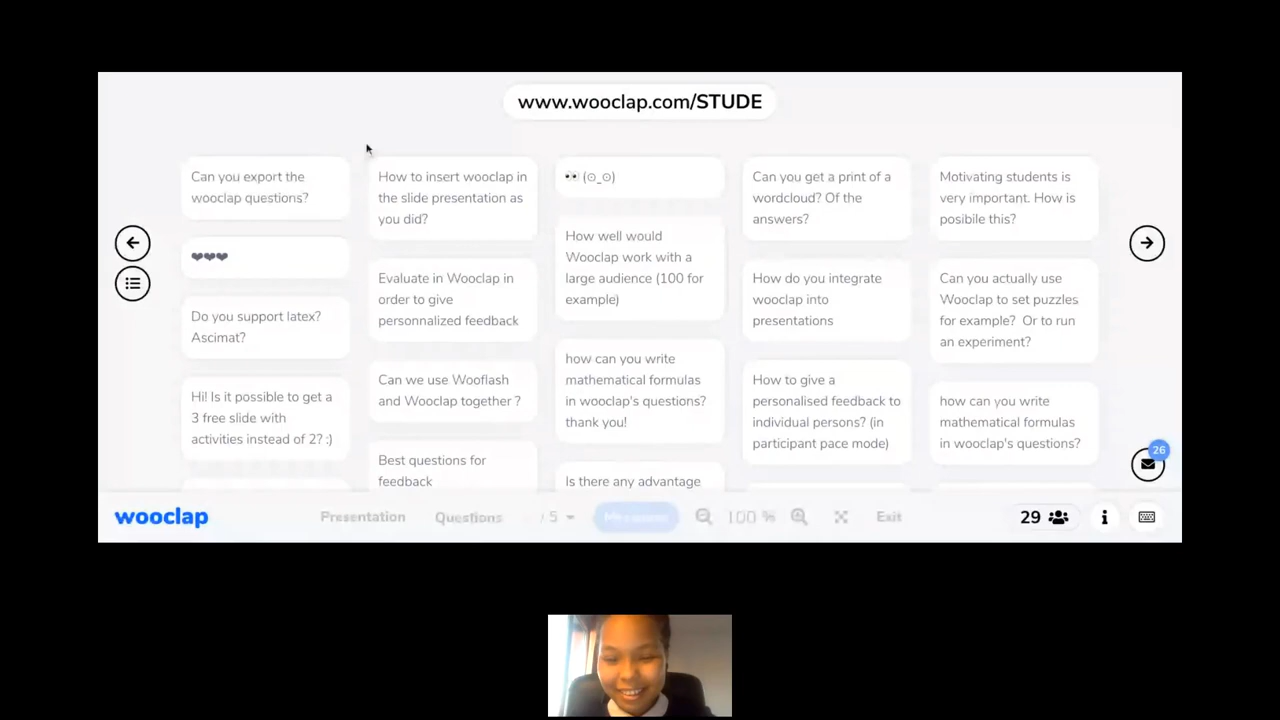 www.wooclap.com/STUDE
Can you export the
wooclap questions?
❤❤❤
Do you support latex?
Ascimat?
Hi! Is it possible to get a
3 free slide with
activities instead of 2? :)
How to insert wooclap in
the slide presentation as
you did?
Evaluate in Wooclap in
order to give
personnalized feedback
Can we use Wooflash
and Wooclap together ?
Best questions for
feedback
👀 (⊙_⊙)
How well would
Wooclap work with a
large audience (100 for
example)
how can you write
mathematical formulas
in wooclap's questions?
thank you!
Is there any advantage
Can you get a print of a
wordcloud? Of the
answers?
How do you integrate
wooclap into
presentations
How to give a
personalised feedback to
individual persons? (in
participant pace mode)
Motivating students is
very important. How is
posibile this?
Can you actually use
Wooclap to set puzzles
for example? Or to run
an experiment?
how can you write
mathematical formulas
in wooclap's questions?
26
wooclap
Presentation
Questions
/ 5
100 %
Exit
29